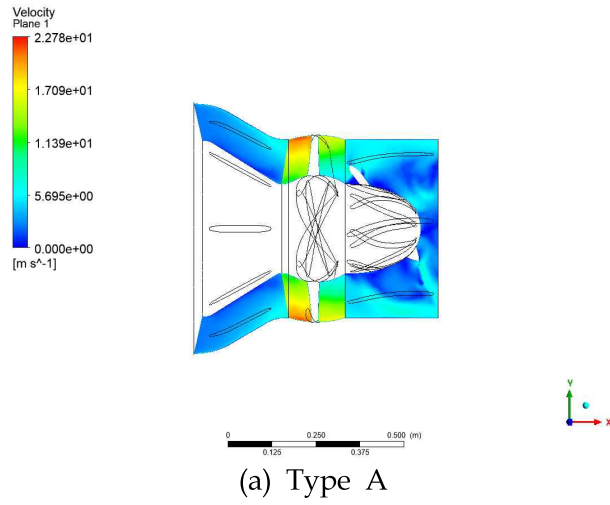 Velocity
Plane 1
2.278e+01
1.709e+01
1.139e+01
5.695e+00
0.000e+00
[m s^-1]
Y
X
0 0.250 0.500 (m)
0.125 0.375
(a) Type A